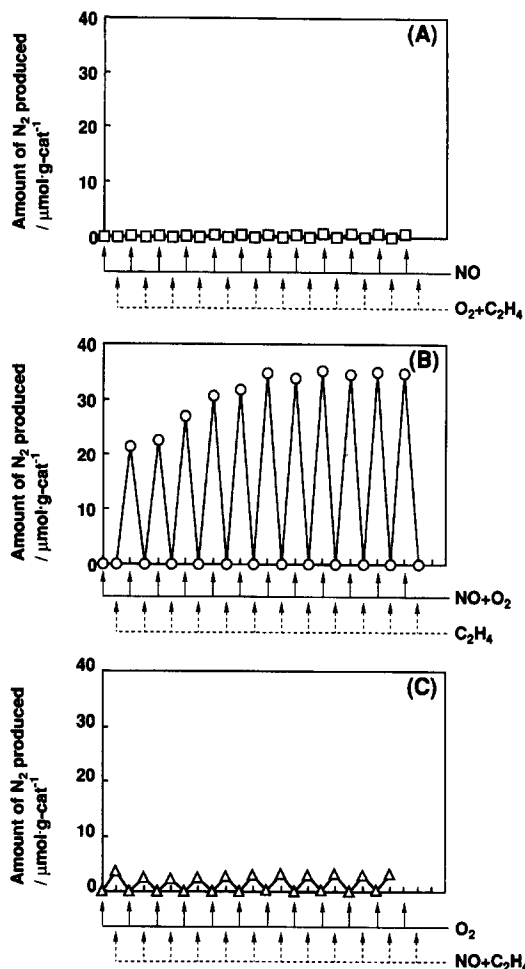 (A)
Amount of N₂ produced
/ μmol·g-cat⁻¹
40
30
20
10
0
NO
O₂+C₂H₄
(B)
Amount of N₂ produced
/ μmol·g-cat⁻¹
40
30
20
10
0
NO+O₂
C₂H₄
(C)
Amount of N₂ produced
/ μmol·g-cat⁻¹
40
30
20
10
0
O₂
NO+C₂H₄